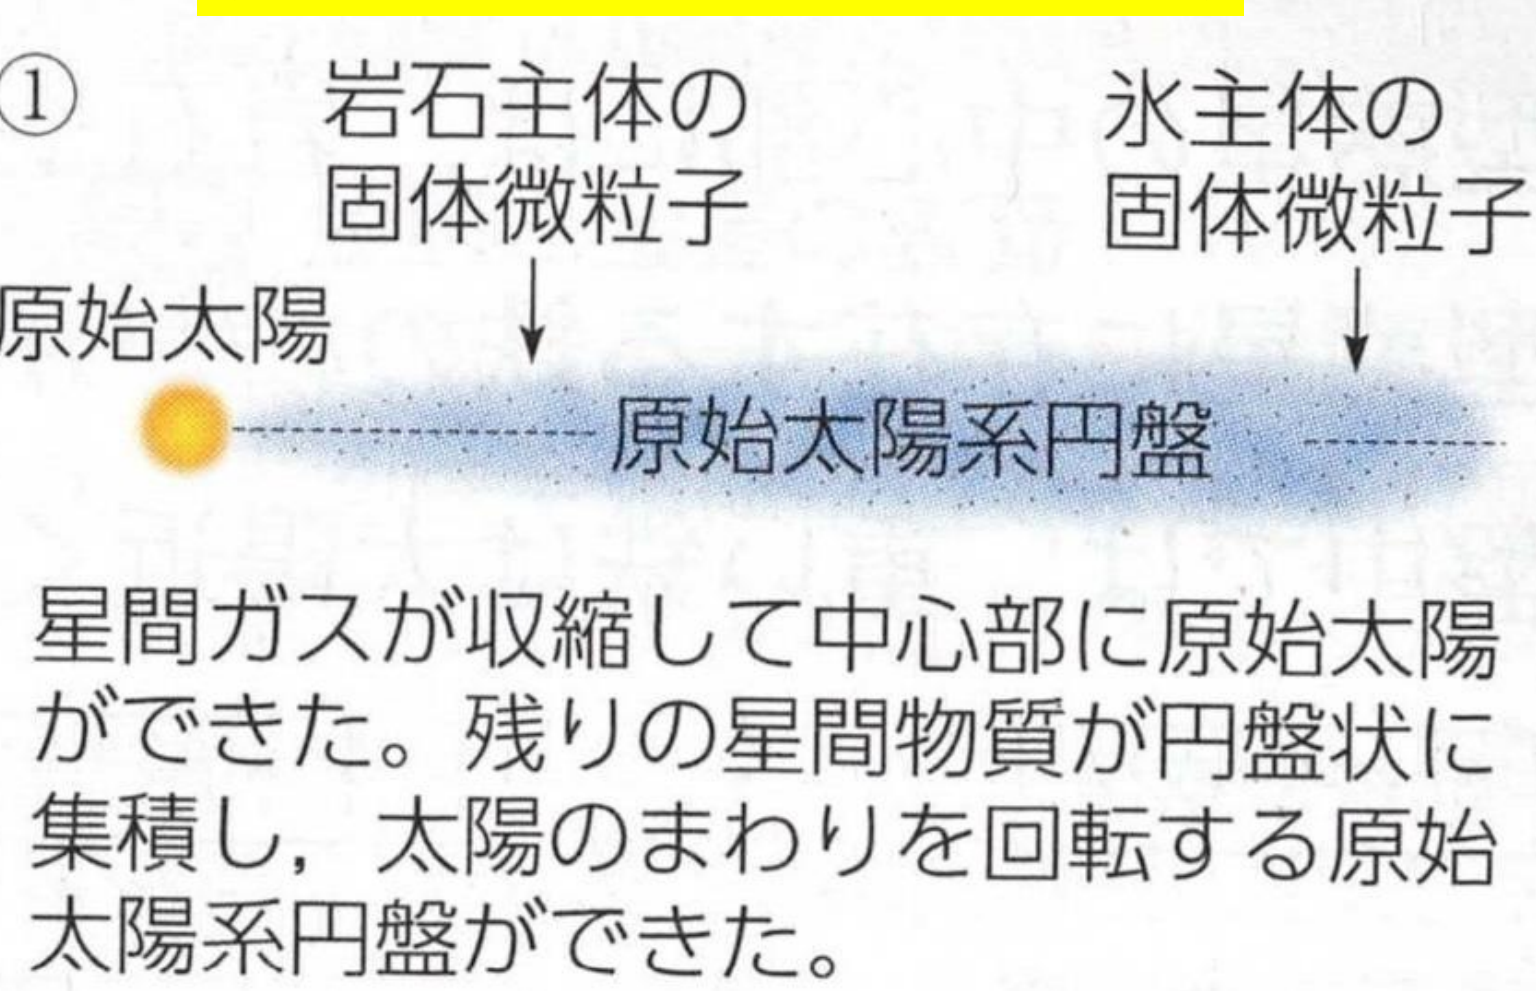 ①
岩石主体の
固体微粒子
氷主体の
固体微粒子
原始太陽
原始太陽系円盤
星間ガスが収縮して中心部に原始太陽
ができた。残りの星間物質が円盤状に
集積し，太陽のまわりを回転する原始
太陽系円盤ができた。